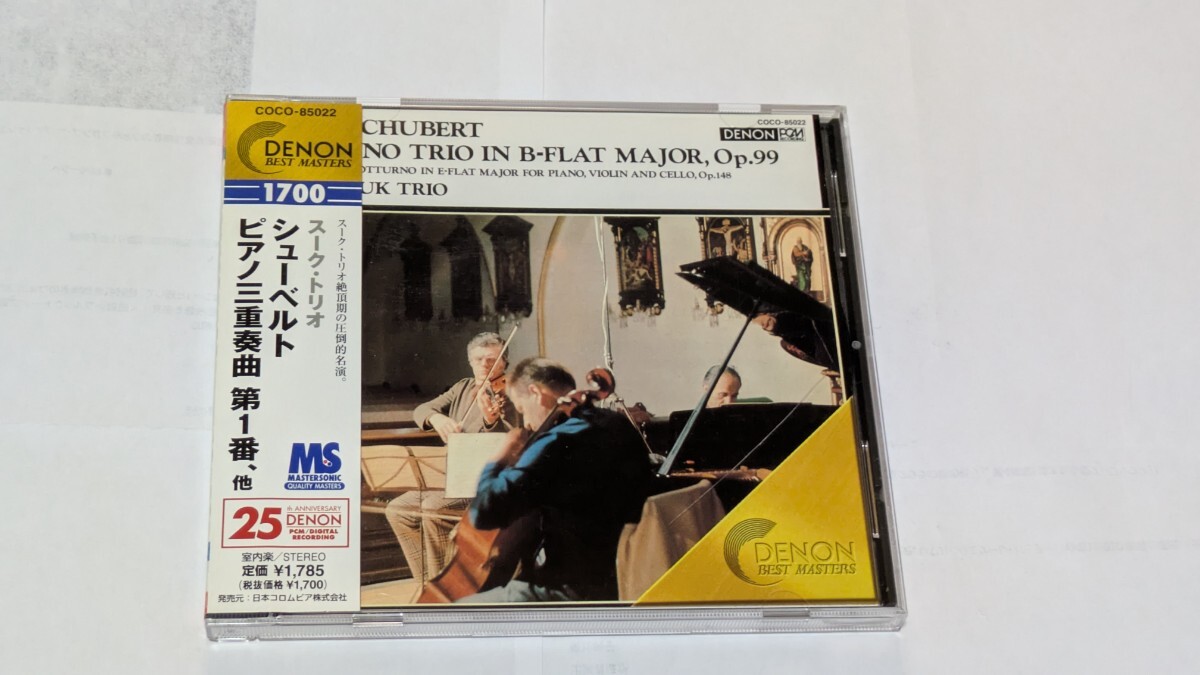 COCO-85022
DENON
BEST MASTERS
1700
スーク・トリオ絶頂期の圧倒的名演。
スーク・トリオ
シューベルト
ピアノ三重奏曲 第1番、他
MS
MASTERSONIC
QUALITY MASTERS
25th ANNIVERSARY
DENON
PCM/DIGITAL
RECORDING
室内楽/STEREO
定価 ¥1,785
(税抜価格 ¥1,700)
発売元:日本コロムビア株式会社
COCO-85022
CHUBERT
DENON PCM
NO TRIO IN B-FLAT MAJOR, Op.99
OTTURNO IN E-FLAT MAJOR FOR PIANO, VIOLIN AND CELLO, Op.148
UK TRIO
DENON
BEST MASTERS